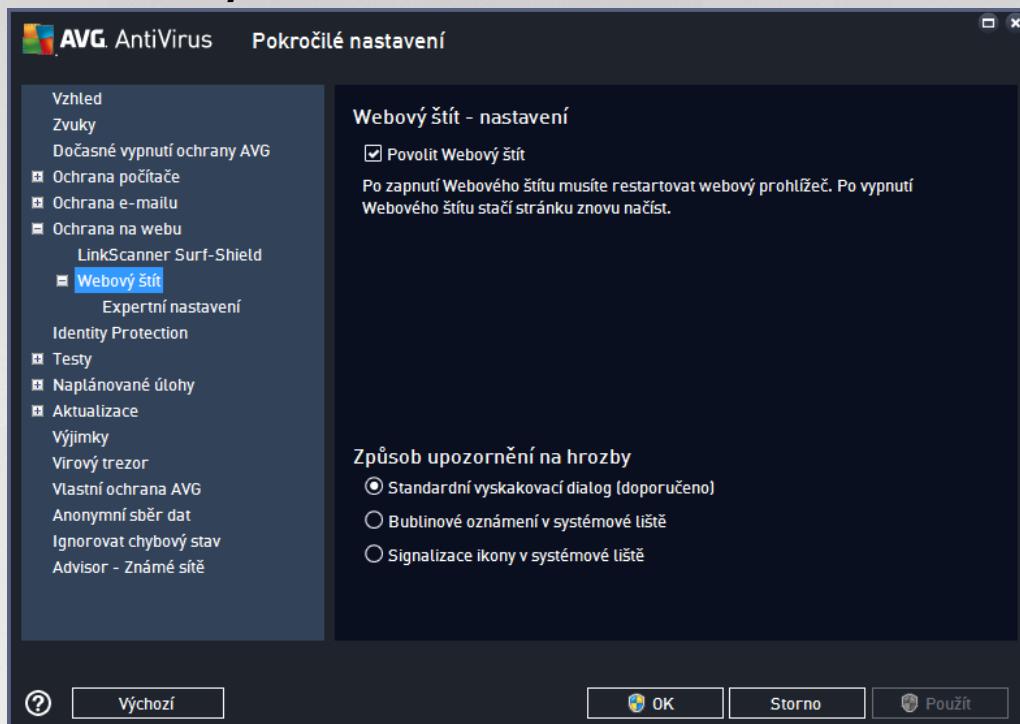 AVG. AntiVirus Pokročilé nastavení
Vzhled
Zvuky
Dočasné vypnutí ochrany AVG
Ochrana počítače
Ochrana e-mailu
Ochrana na webu
LinkScanner Surf-Shield
Webový štít
Expertní nastavení
Identity Protection
Testy
Naplánované úlohy
Aktualizace
Výjimky
Virový trezor
Vlastní ochrana AVG
Anonymní sběr dat
Ignorovat chybový stav
Advisor - Známé sítě
Webový štít - nastavení
Povolit Webový štít
Po zapnutí Webového štítu musíte restartovat webový prohlížeč. Po vypnutí
Webového štítu stačí stránku znovu načíst.
Způsob upozornění na hrozby
Standardní vyskakovací dialog (doporučeno)
Bublinové oznámení v systémové liště
Signalizace ikony v systémové liště
Výchozí
OK
Storno
Použít